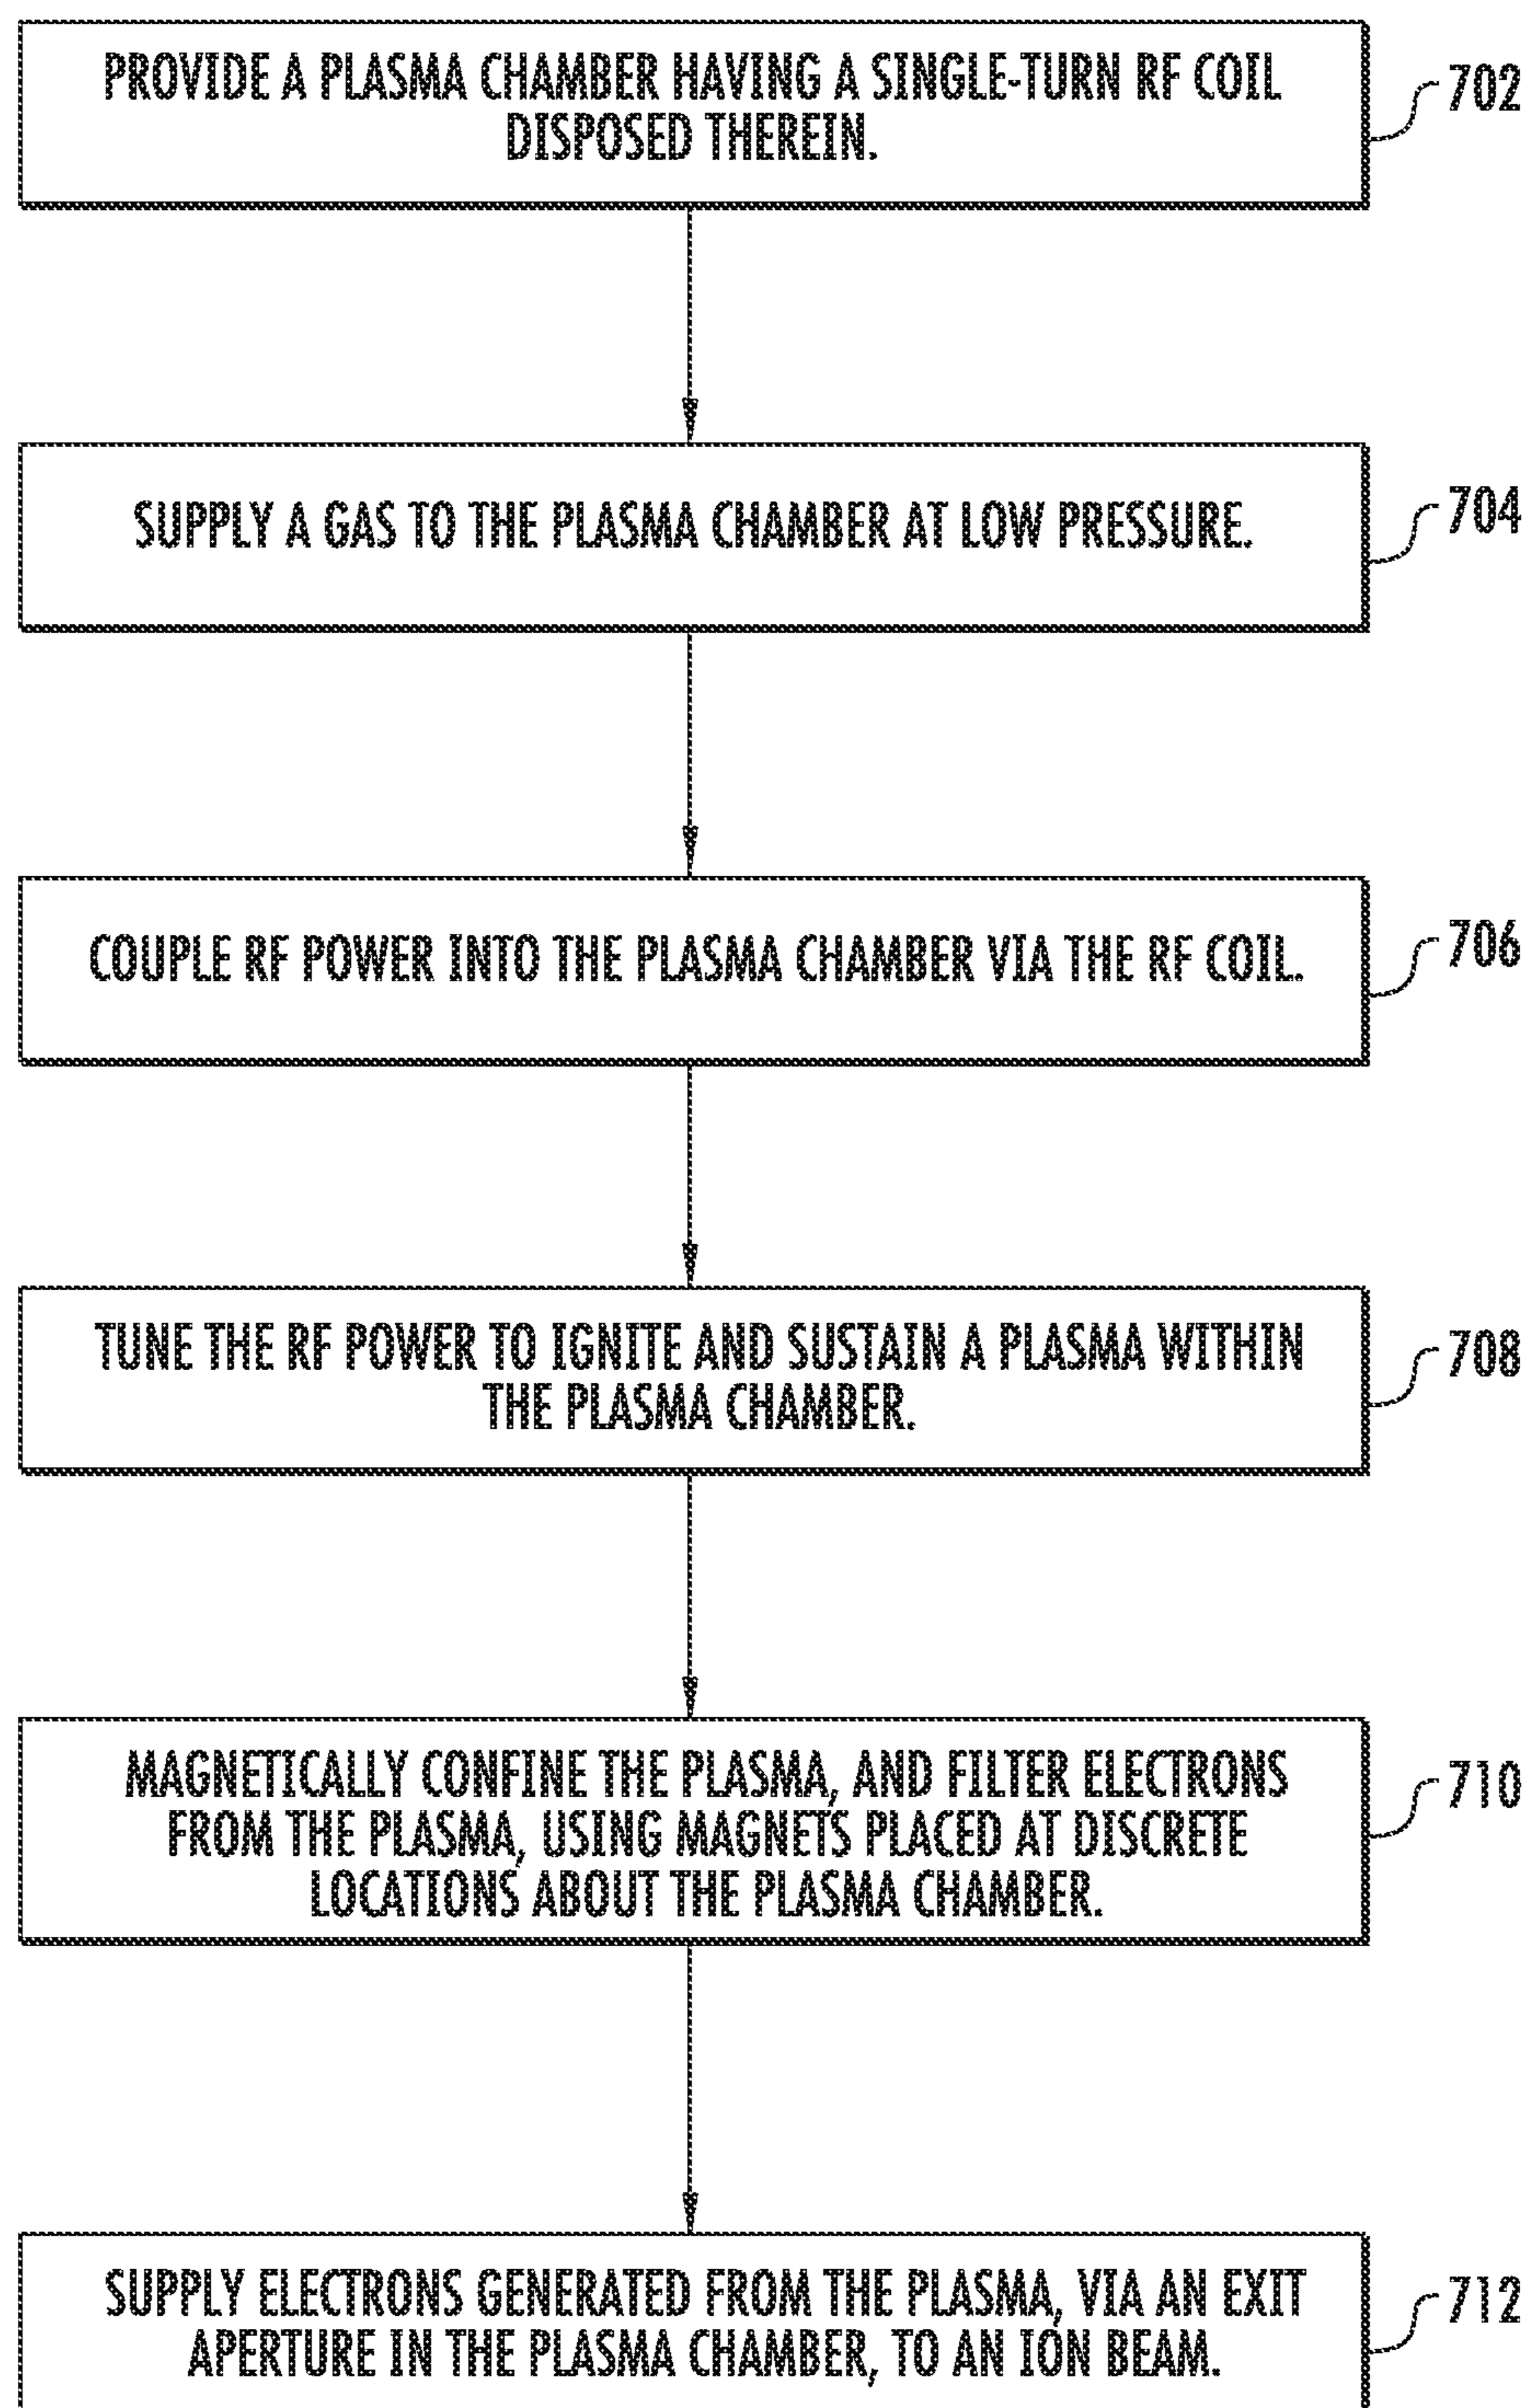 PROVIDE A PLASMA CHAMBER HAVING A SINGLE-TURN RF COIL
DISPOSED THEREIN.
702
SUPPLY A GAS TO THE PLASMA CHAMBER AT LOW PRESSURE.
704
COUPLE RF POWER INTO THE PLASMA CHAMBER VIA THE RF COIL.
706
TUNE THE RF POWER TO IGNITE AND SUSTAIN A PLASMA WITHIN
THE PLASMA CHAMBER.
708
MAGNETICALLY CONFINE THE PLASMA, AND FILTER ELECTRONS
FROM THE PLASMA, USING MAGNETS PLACED AT DISCRETE
LOCATIONS ABOUT THE PLASMA CHAMBER.
710
SUPPLY ELECTRONS GENERATED FROM THE PLASMA, VIA AN EXIT
APERTURE IN THE PLASMA CHAMBER, TO AN ION BEAM.
712